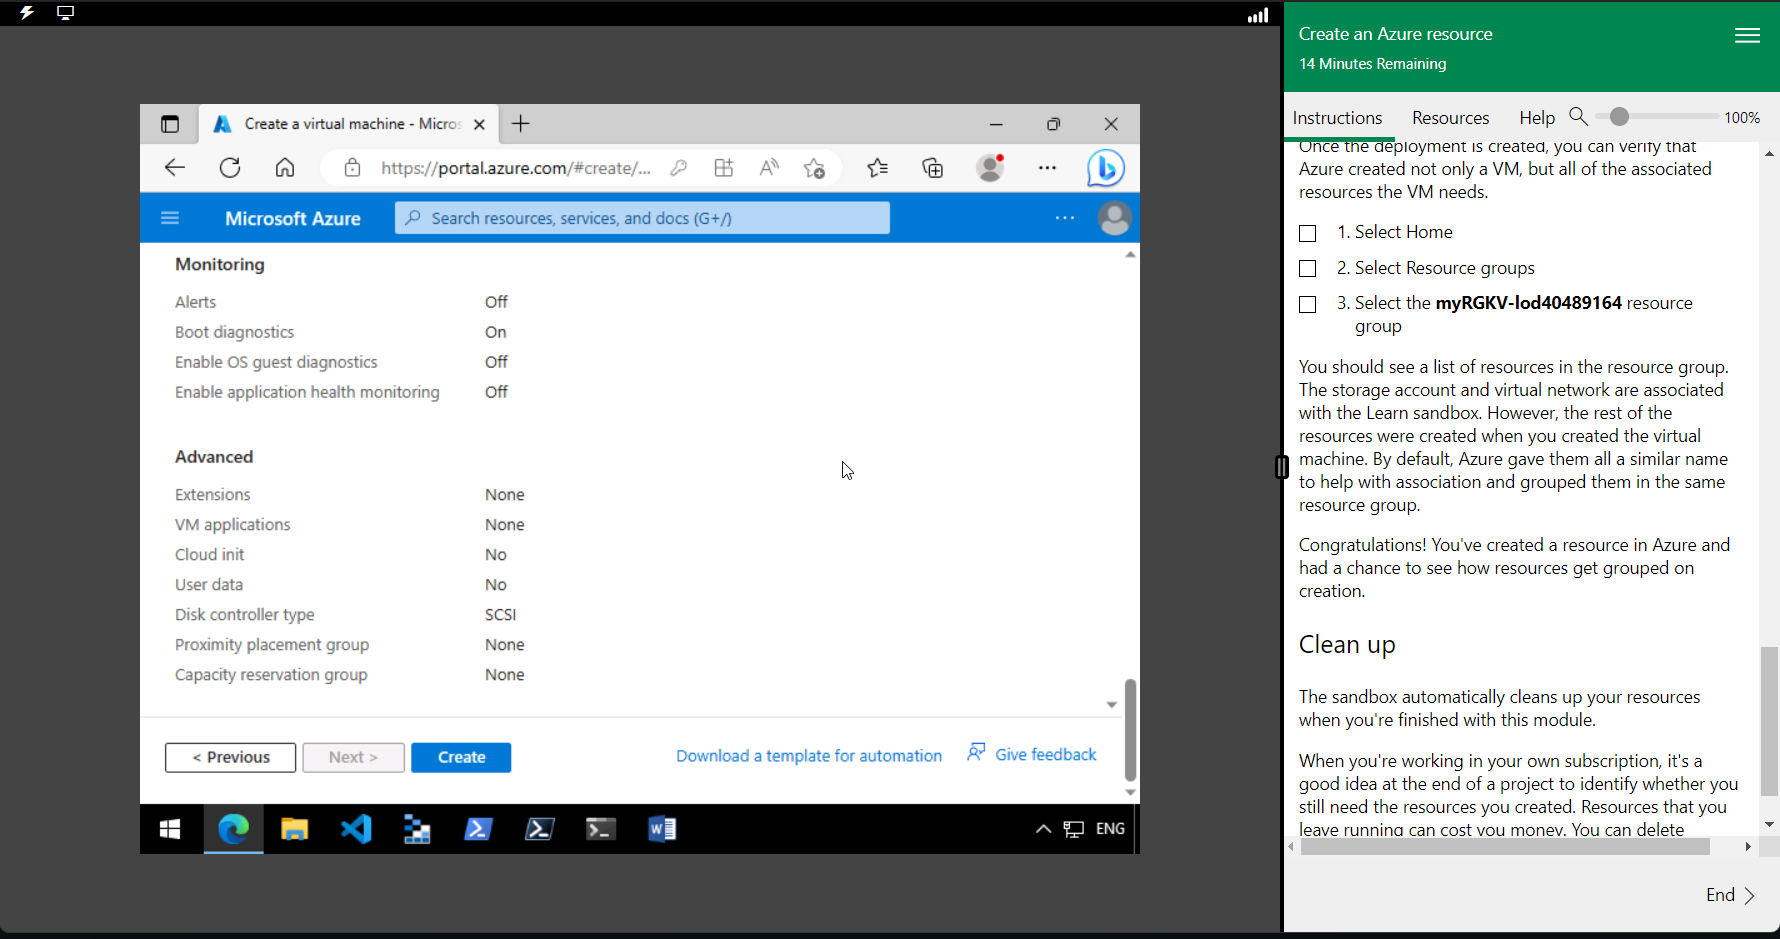 Create a virtual machine - Micros
https://portal.azure.com/#create/...
Microsoft Azure
Search resources, services, and docs (G+/)
Monitoring
Alerts Off
Boot diagnostics On
Enable OS guest diagnostics Off
Enable application health monitoring Off
Advanced
Extensions None
VM applications None
Cloud init No
User data No
Disk controller type SCSI
Proximity placement group None
Capacity reservation group None
< Previous
Next >
Create
Download a template for automation
Give feedback
ENG
Create an Azure resource
14 Minutes Remaining
Instructions
Resources
Help
100%
Once the deployment is created, you can verify that
Azure created not only a VM, but all of the associated
resources the VM needs.
1. Select Home
2. Select Resource groups
3. Select the myRGKV-lod40489164 resource
group
You should see a list of resources in the resource group.
The storage account and virtual network are associated
with the Learn sandbox. However, the rest of the
resources were created when you created the virtual
machine. By default, Azure gave them all a similar name
to help with association and grouped them in the same
resource group.
Congratulations! You've created a resource in Azure and
had a chance to see how resources get grouped on
creation.
Clean up
The sandbox automatically cleans up your resources
when you're finished with this module.
When you're working in your own subscription, it's a
good idea at the end of a project to identify whether you
still need the resources you created. Resources that you
leave running can cost you money. You can delete
End